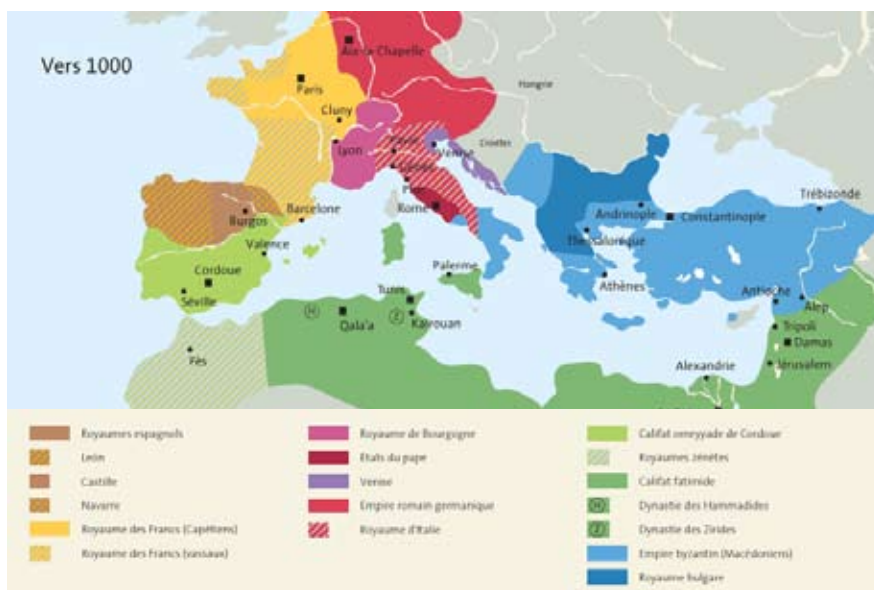 Vers 1000
Aix-la Chapelle
Paris
Hongrie
Cluny
Lyon
Venise
Croaties
Pise
Rome
Burgos
Barcelone
Andrinople
Constantinople
Trébizonde
Valence
Thessalonique
Cordoue
Palerme
Athènes
Séville
Tunis
Antioche
Alep
H
Qala'a
Z
Kairouan
Tripoli
Damas
Fès
Alexandrie
Jérusalem
Royaumes espagnols
León
Castille
Navarre
Royaume des Francs (Capétiens)
Royaume des Francs (vassaux)
Royaume de Bourgogne
Etats du pape
Venise
Empire romain germanique
Royaume d'Italie
Califat omeyyade de Cordoue
Royaumes zénètes
Califat fatimide
H Dynastie des Hammadides
Z Dynastie des Zirides
Empire byzantin (Macédoniens)
Royaume bulgare